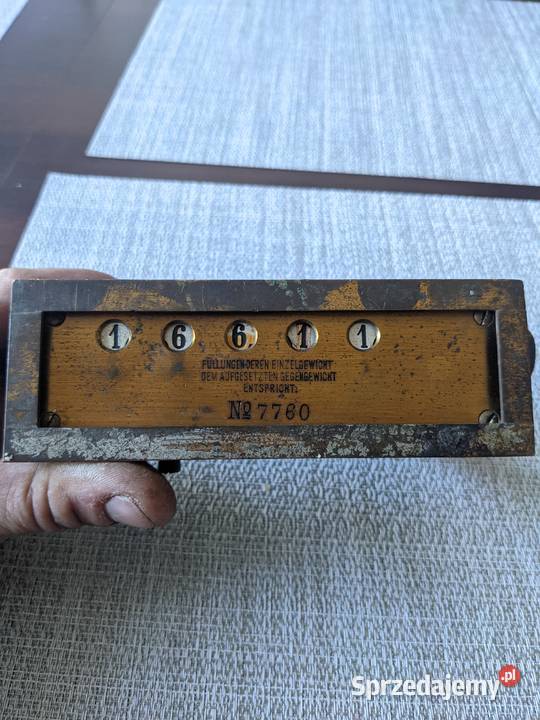 1 6 6. 1 1
FÜLLUNGEN DEREN EINZELGEWICHT
DEM AUFGESETZTEN GEGENGEWICHT
ENTSPRICHT.
№ 7760
Sprzedajemy.pl